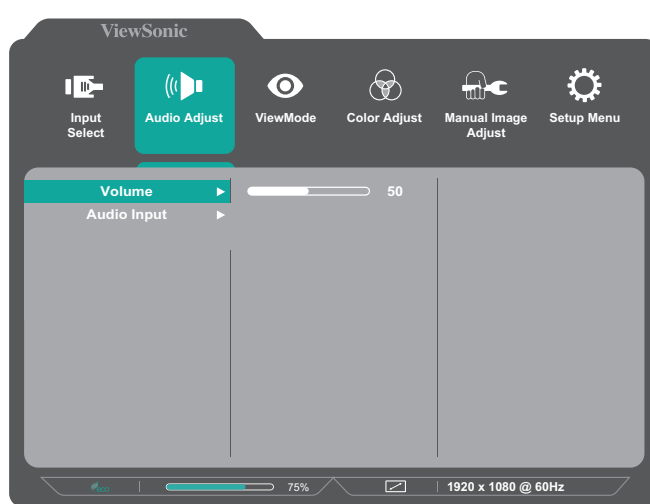 ViewSonic
Input
Select
Audio Adjust
ViewMode
Color Adjust
Manual Image
Adjust
Setup Menu
Volume
50
Audio Input
eco
75%
1920 x 1080 @ 60Hz